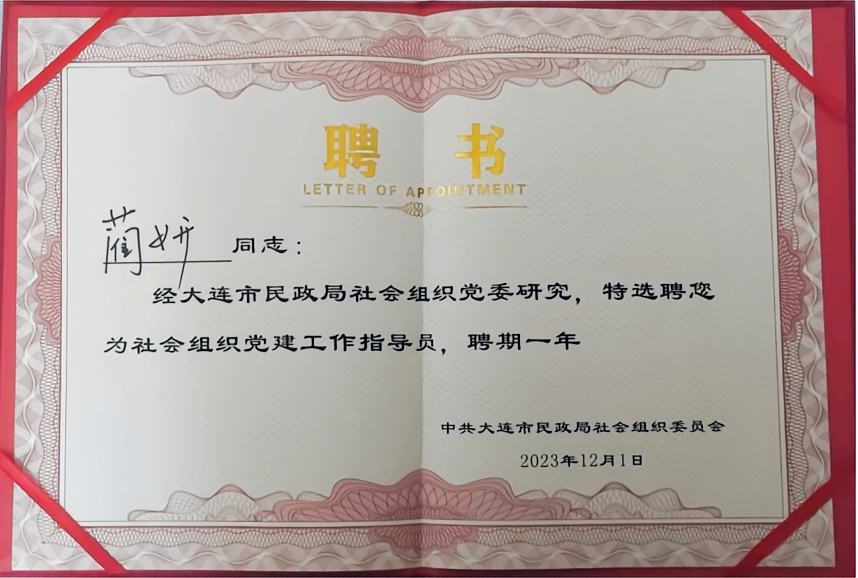 聘 书
LETTER OF APPOINTMENT
蔺妍 同志：
经大连市民政局社会组织党委研究，特选聘您
为社会组织党建工作指导员，聘期一年
中共大连市民政局社会组织委员会
2023年12月1日